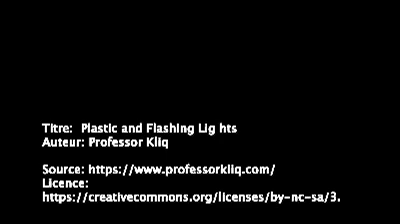 Titre:  Plastic and Flashing Lig hts
Auteur: Professor Kliq
Source: https://www.professorkliq.com/
Licence:
https://creativecommons.org/licenses/by-nc-sa/3.